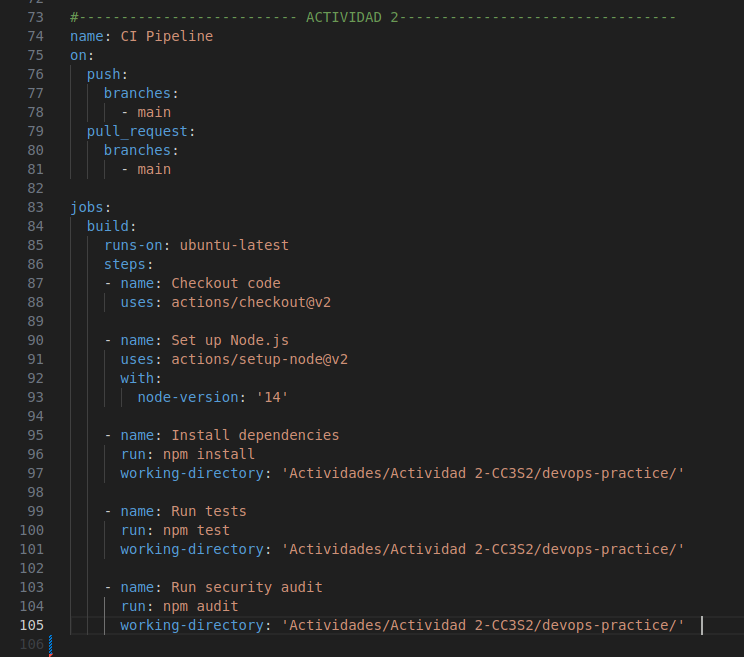 72
73 #-------------------------- ACTIVIDAD 2---------------------------------
74 name: CI Pipeline
75 on:
76   push:
77     branches:
78       - main
79   pull_request:
80     branches:
81       - main
82
83 jobs:
84   build:
85     runs-on: ubuntu-latest
86     steps:
87     - name: Checkout code
88       uses: actions/checkout@v2
89
90     - name: Set up Node.js
91       uses: actions/setup-node@v2
92       with:
93         node-version: '14'
94
95     - name: Install dependencies
96       run: npm install
97       working-directory: 'Actividades/Actividad 2-CC3S2/devops-practice/'
98
99     - name: Run tests
100       run: npm test
101       working-directory: 'Actividades/Actividad 2-CC3S2/devops-practice/'
102
103     - name: Run security audit
104       run: npm audit
105       working-directory: 'Actividades/Actividad 2-CC3S2/devops-practice/'
106